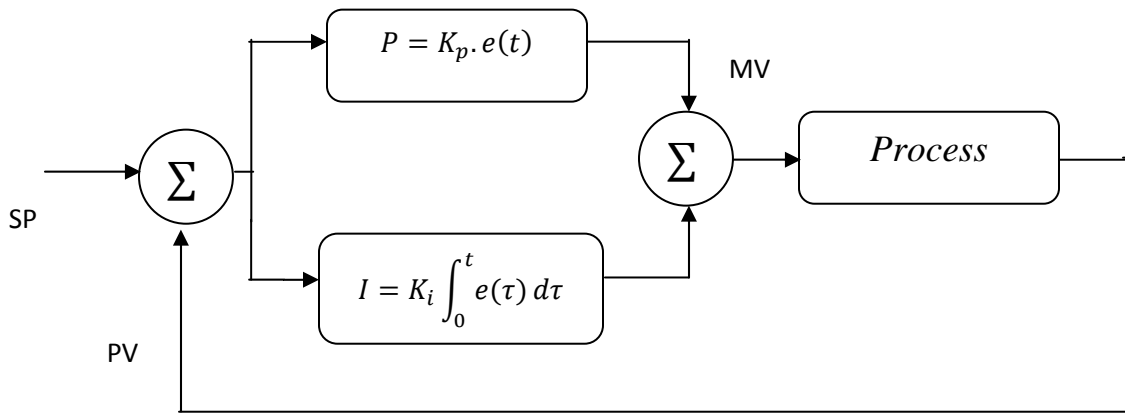 P = K_p. e(t)
MV
Σ
Σ
Process
SP
I = K_i ∫_0^t e(τ) dτ
PV